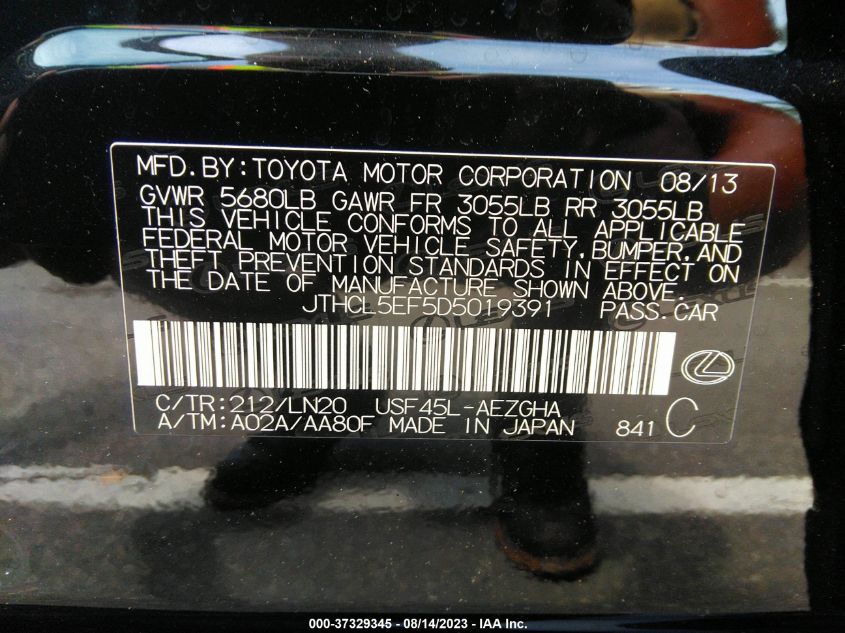 MFD.BY:TOYOTA MOTOR CORPORATION 08/13
GVWR 5680LB GAWR FR 3055LB RR 3055LB
THIS VEHICLE CONFORMS TO ALL APPLICABLE
FEDERAL MOTOR VEHICLE SAFETY,BUMPER,AND
THEFT PREVENTION STANDARDS IN EFFECT ON
THE DATE OF MANUFACTURE SHOWN ABOVE.
JTHCL5EF5D5019391 PASS.CAR
C/TR:212/LN20 USF45L-AEZGHA
A/TM:A02A/AA80F MADE IN JAPAN 841 C
000-37329345 - 08/14/2023 - IAA Inc.